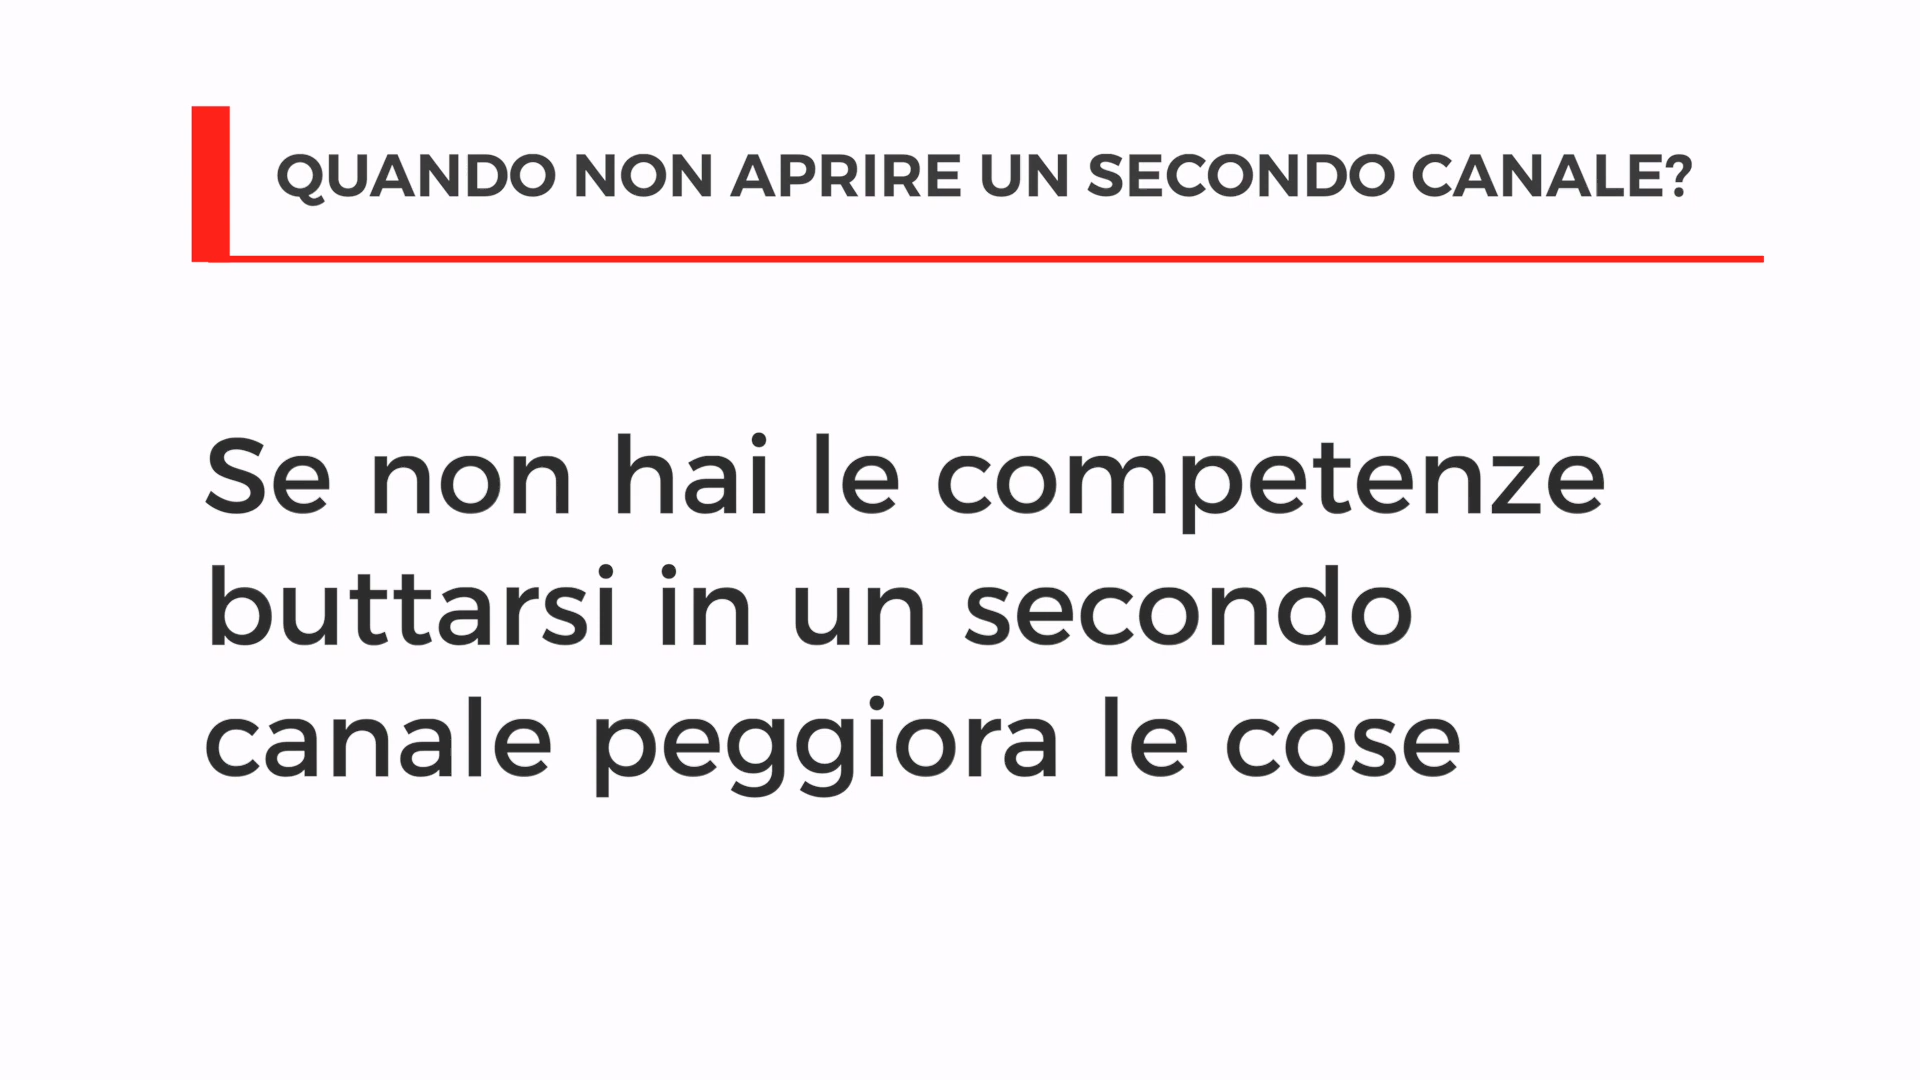 QUANDO NON APRIRE UN SECONDO CANALE?
Se non hai le competenze
buttarsi in un secondo
canale peggiora le cose